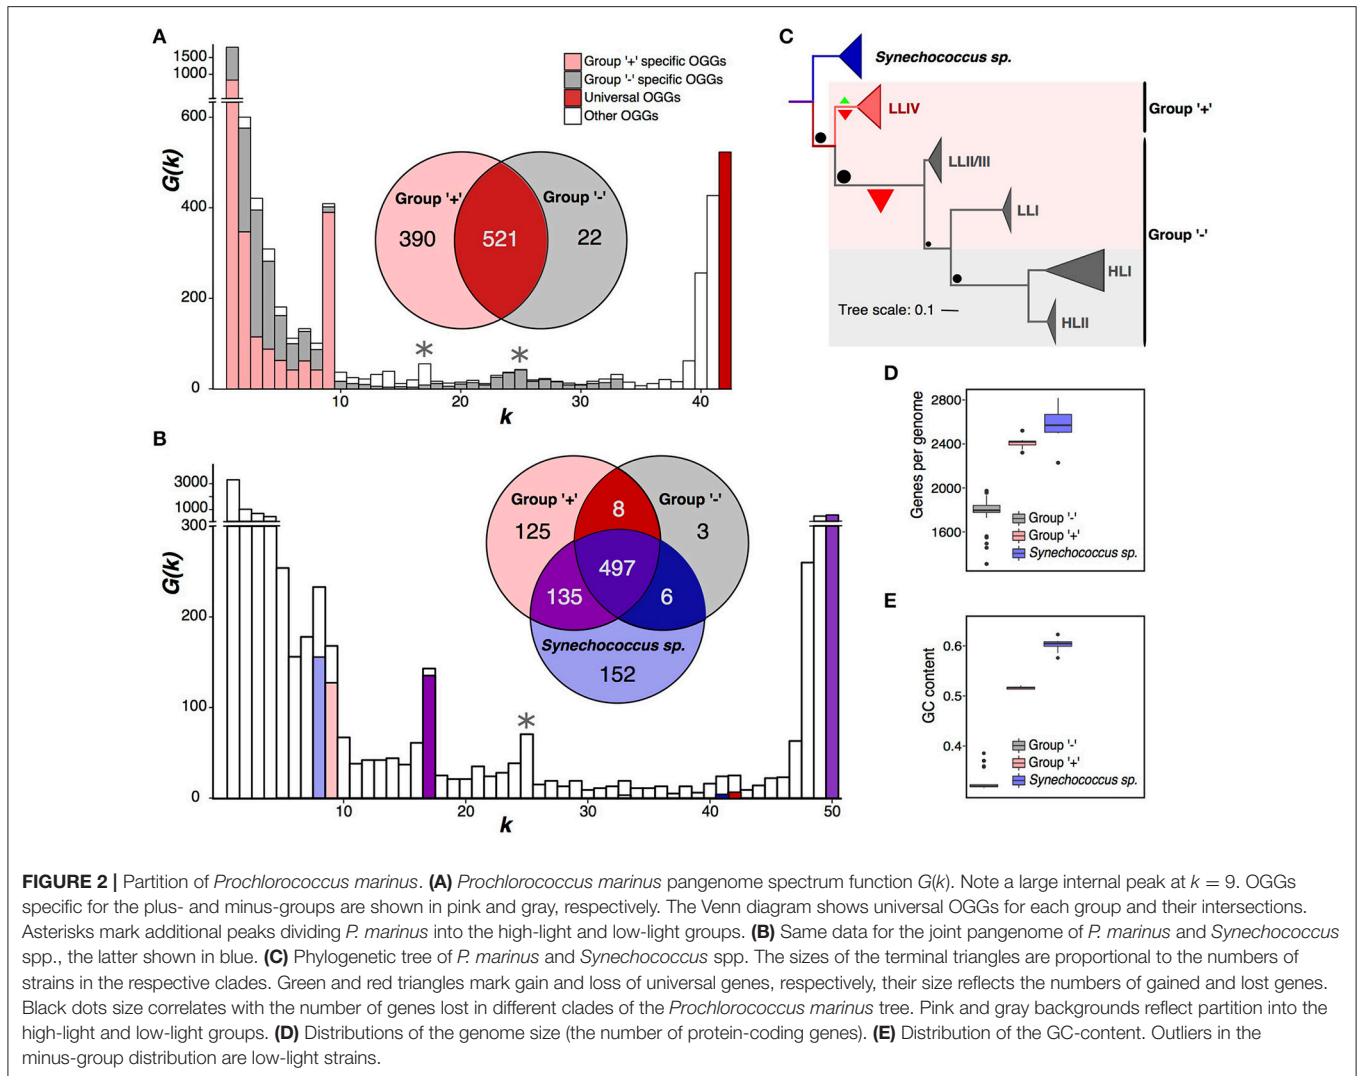 A
1500
1000
600
400
200
0
G(k)
10
20
30
40
k
Group '+' specific OGGs
Group '-' specific OGGs
Universal OGGs
Other OGGs
Group '+'
Group '-'
390
521
22
*
*
B
3000
1000
300
200
100
0
G(k)
10
20
30
40
50
k
Group '+'
Group '-'
125
8
3
497
135
6
Synechococcus sp.
152
*
C
Synechococcus sp.
LLIV
LLII/III
LLI
HLI
HLII
Tree scale: 0.1
Group '+'
Group '-'
D
2800
2400
2000
1600
Genes per genome
Group '-'
Group '+'
Synechococcus sp.
E
0.6
0.5
0.4
GC content
Group '-'
Group '+'
Synechococcus sp.
FIGURE 2 | Partition of Prochlorococcus marinus. (A) Prochlorococcus marinus pangenome spectrum function G(k). Note a large internal peak at k = 9. OGGs
specific for the plus- and minus-groups are shown in pink and gray, respectively. The Venn diagram shows universal OGGs for each group and their intersections.
Asterisks mark additional peaks dividing P. marinus into the high-light and low-light groups. (B) Same data for the joint pangenome of P. marinus and Synechococcus
spp., the latter shown in blue. (C) Phylogenetic tree of P. marinus and Synechococcus spp. The sizes of the terminal triangles are proportional to the numbers of
strains in the respective clades. Green and red triangles mark gain and loss of universal genes, respectively, their size reflects the numbers of gained and lost genes.
Black dots size correlates with the number of genes lost in different clades of the Prochlorococcus marinus tree. Pink and gray backgrounds reflect partition into the
high-light and low-light groups. (D) Distributions of the genome size (the number of protein-coding genes). (E) Distribution of the GC-content. Outliers in the
minus-group distribution are low-light strains.